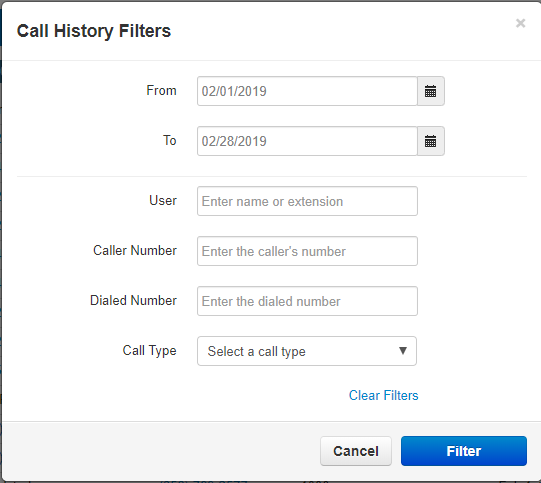 Call History Filters
×
From 02/01/2019
To 02/28/2019
User Enter name or extension
Caller Number Enter the caller's number
Dialed Number Enter the dialed number
Call Type Select a call type ▼
Clear Filters
Cancel Filter